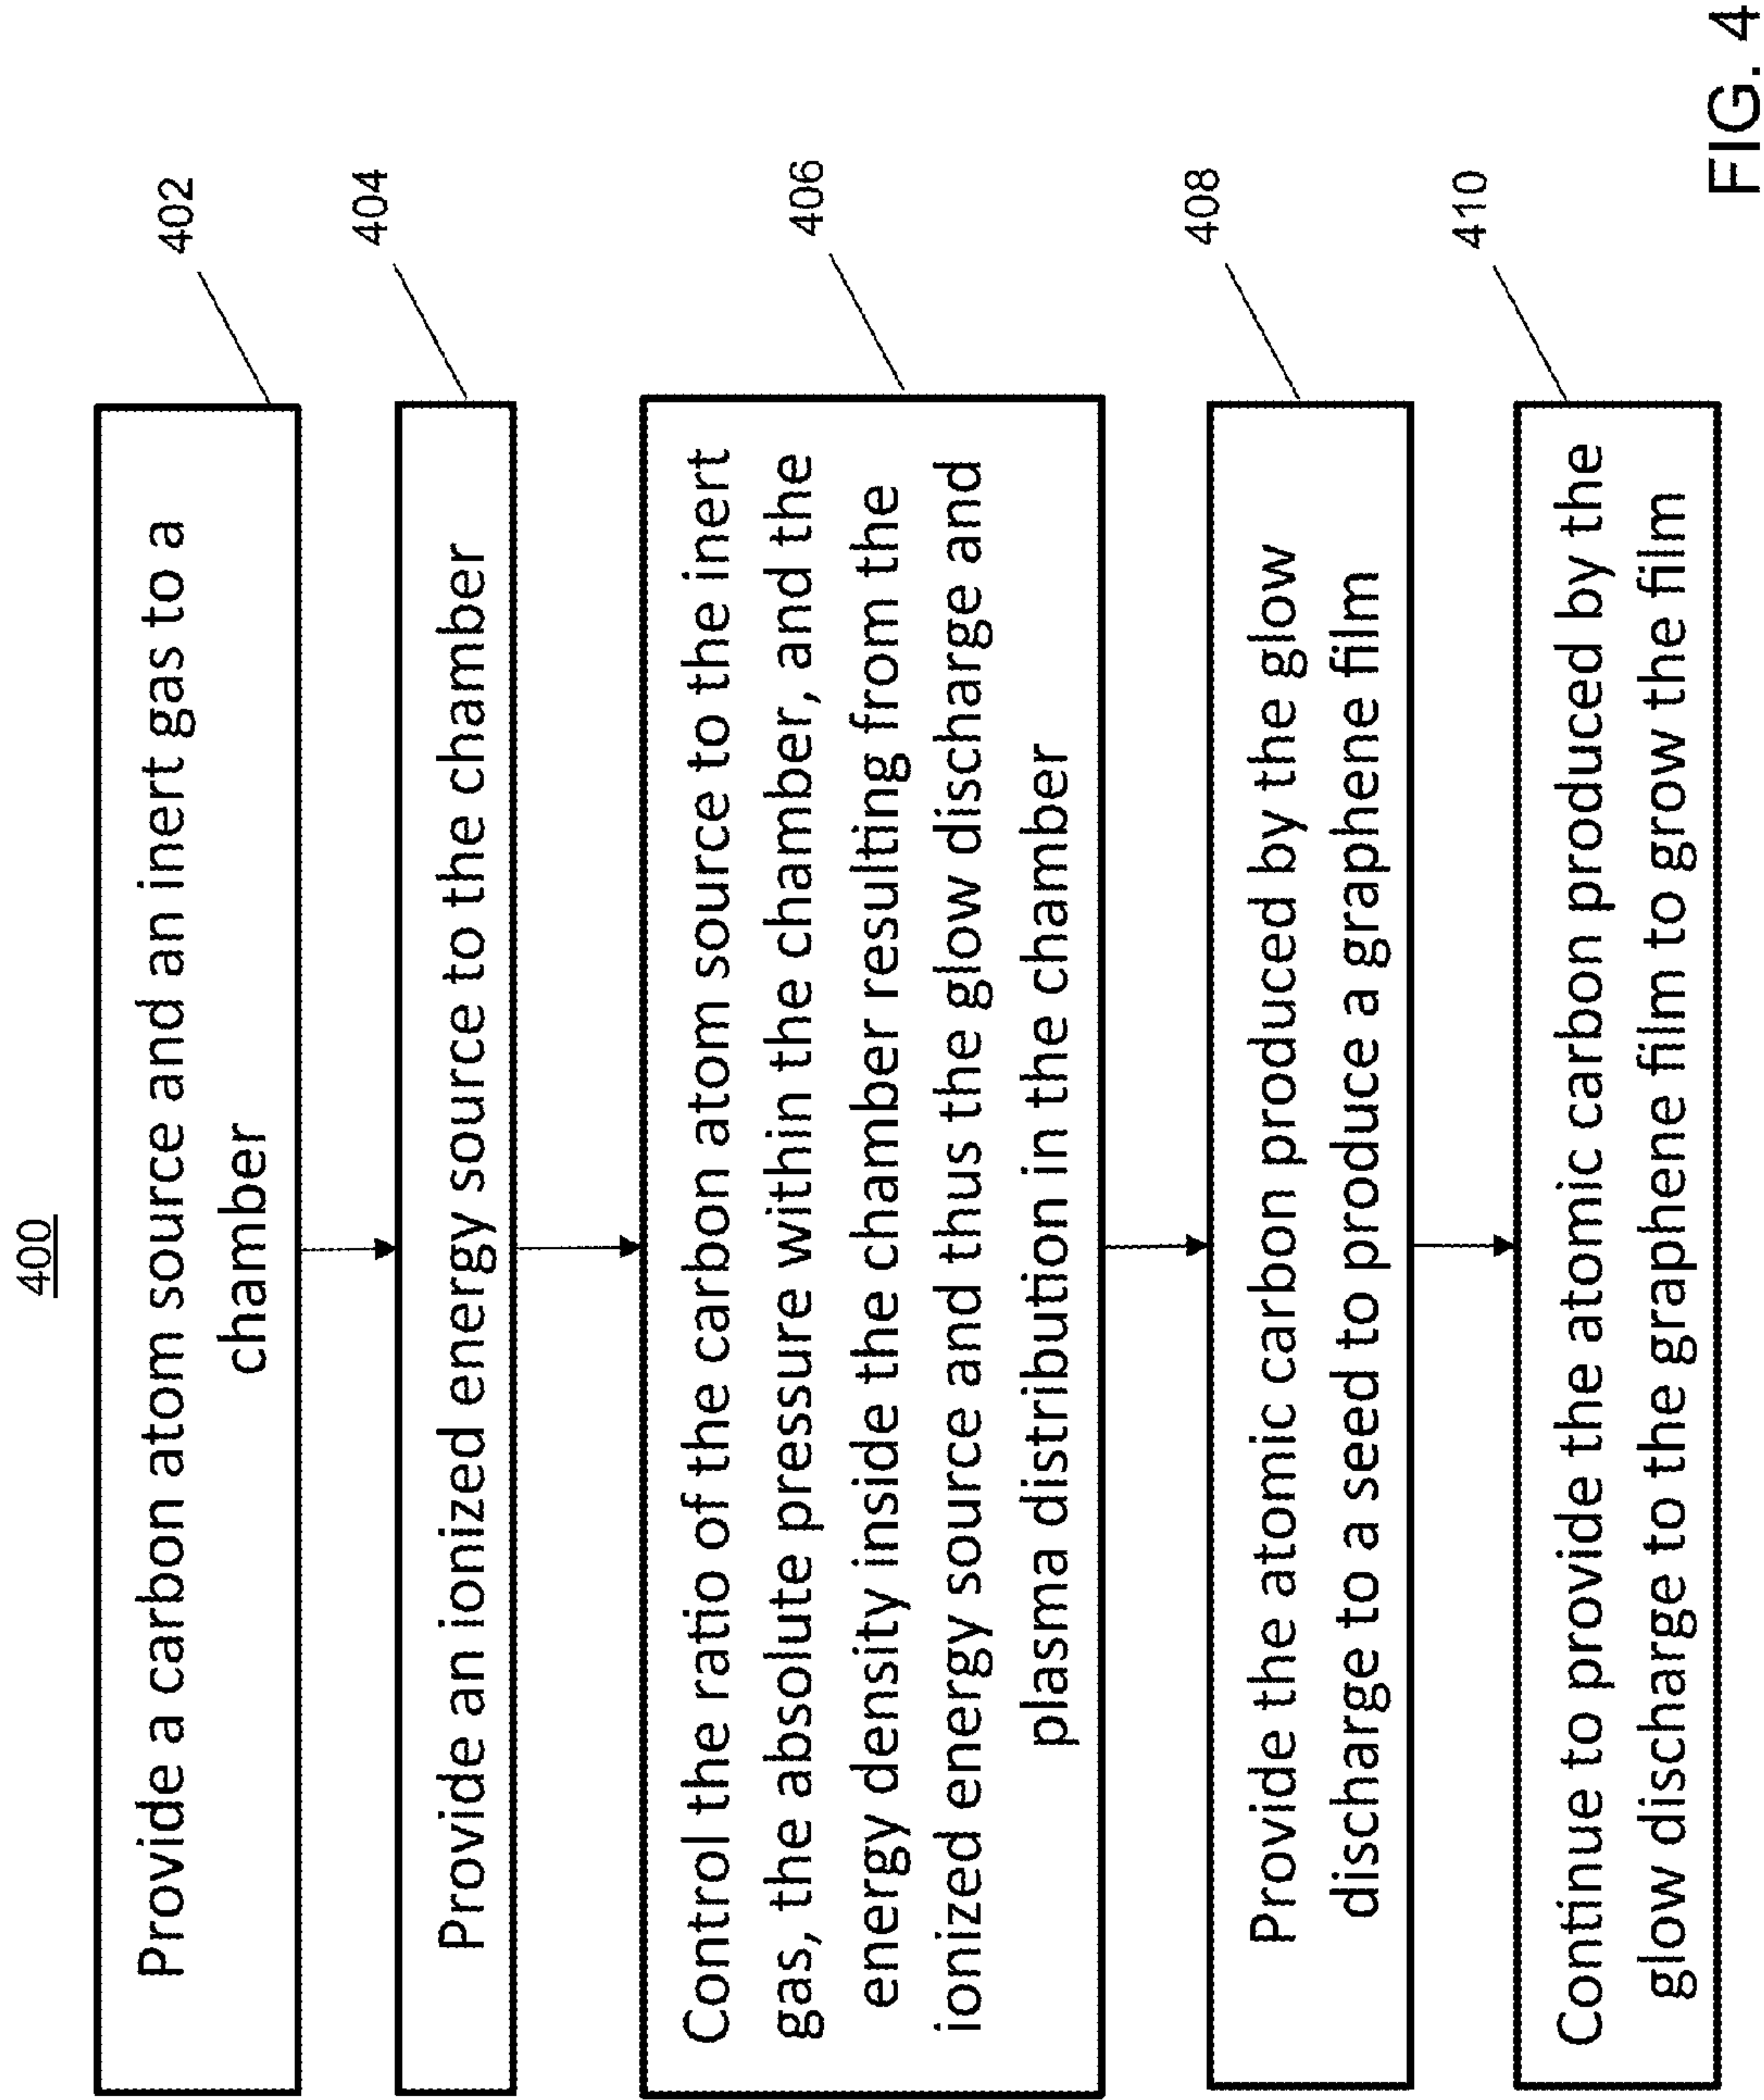 400
Provide a carbon atom source and an inert gas to a
chamber
402
Provide an ionized energy source to the chamber
404
Control the ratio of the carbon atom source to the inert
gas, the absolute pressure within the chamber, and the
energy density inside the chamber resulting from the
ionized energy source and thus the glow discharge and
plasma distribution in the chamber
406
Provide the atomic carbon produced by the glow
discharge to a seed to produce a graphene film
408
Continue to provide the atomic carbon produced by the
glow discharge to the graphene film to grow the film
410
FIG. 4